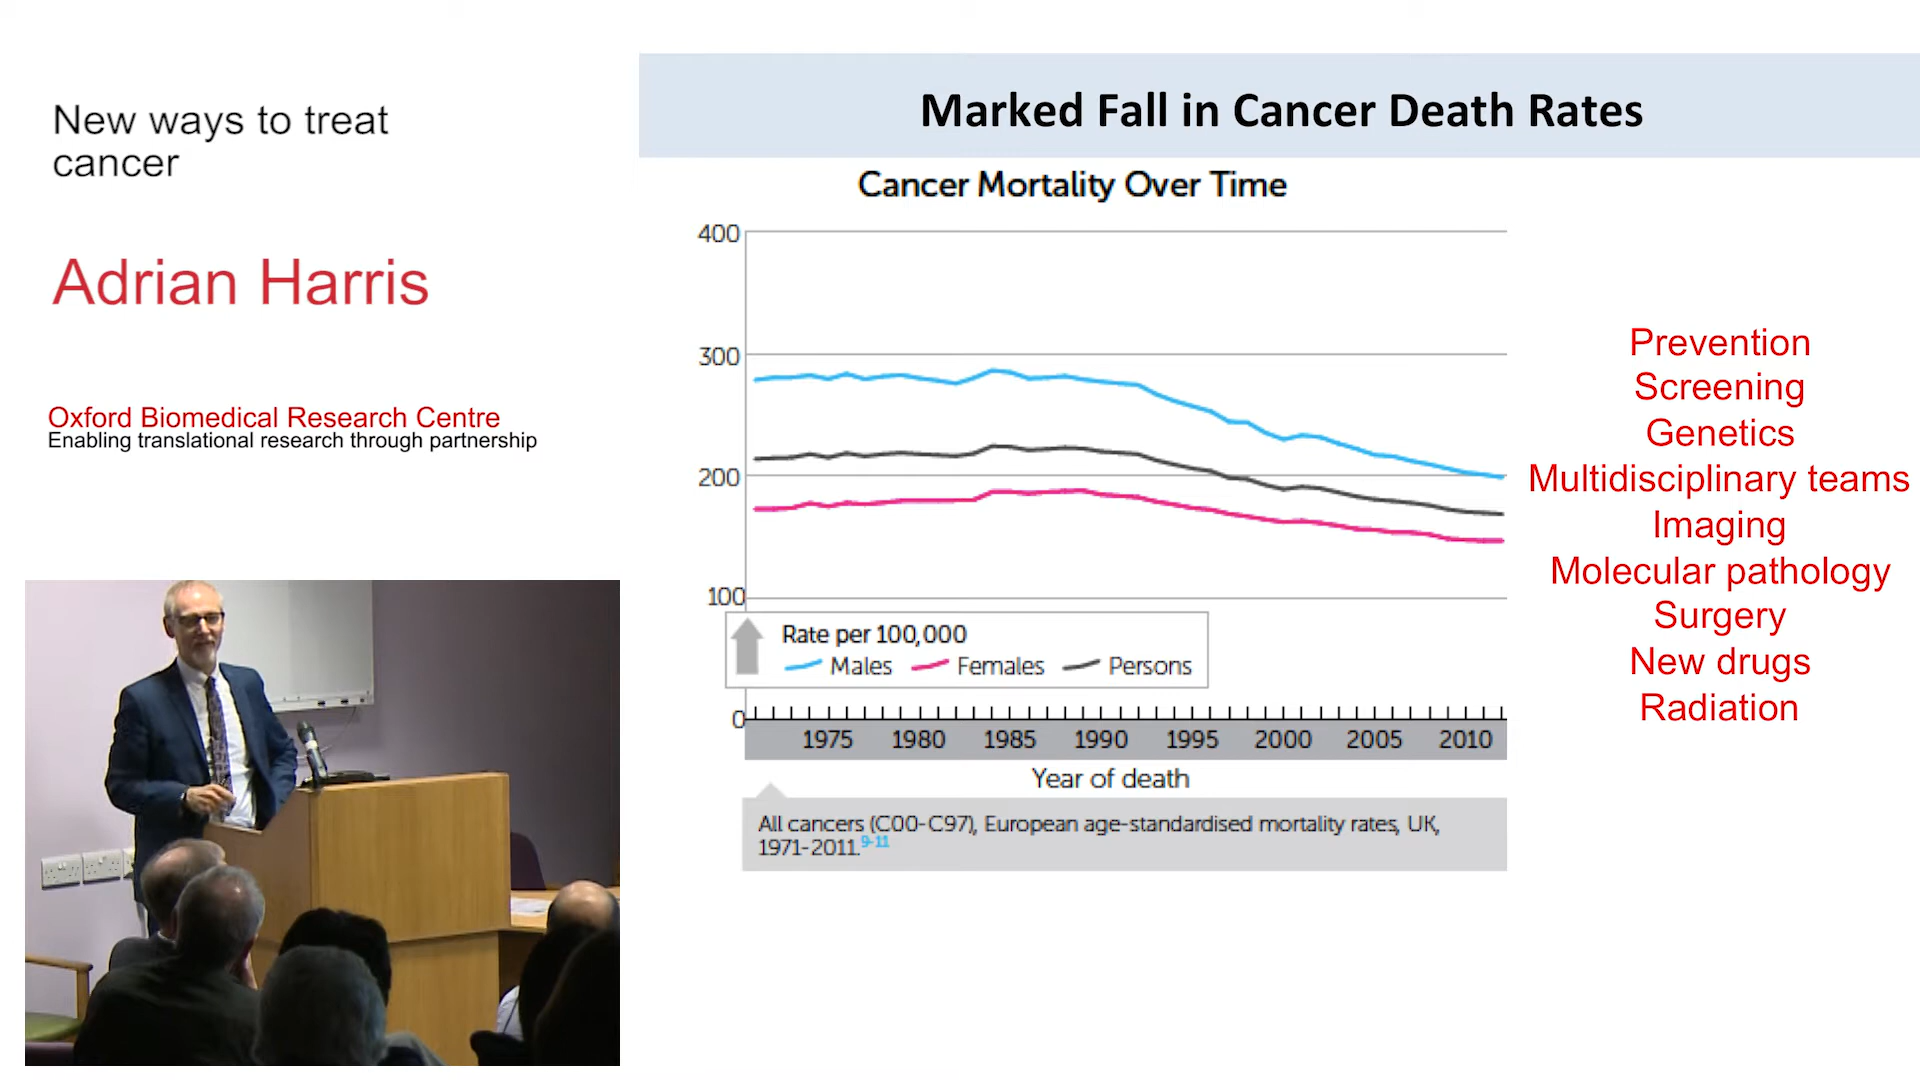 New ways to treat
cancer
Adrian Harris
Oxford Biomedical Research Centre
Enabling translational research through partnership
Marked Fall in Cancer Death Rates
Cancer Mortality Over Time
400
300
200
100
0
Rate per 100,000
Males Females Persons
1975 1980 1985 1990 1995 2000 2005 2010
Year of death
All cancers (C00-C97), European age-standardised mortality rates, UK,
1971-2011.9-11
Prevention
Screening
Genetics
Multidisciplinary teams
Imaging
Molecular pathology
Surgery
New drugs
Radiation